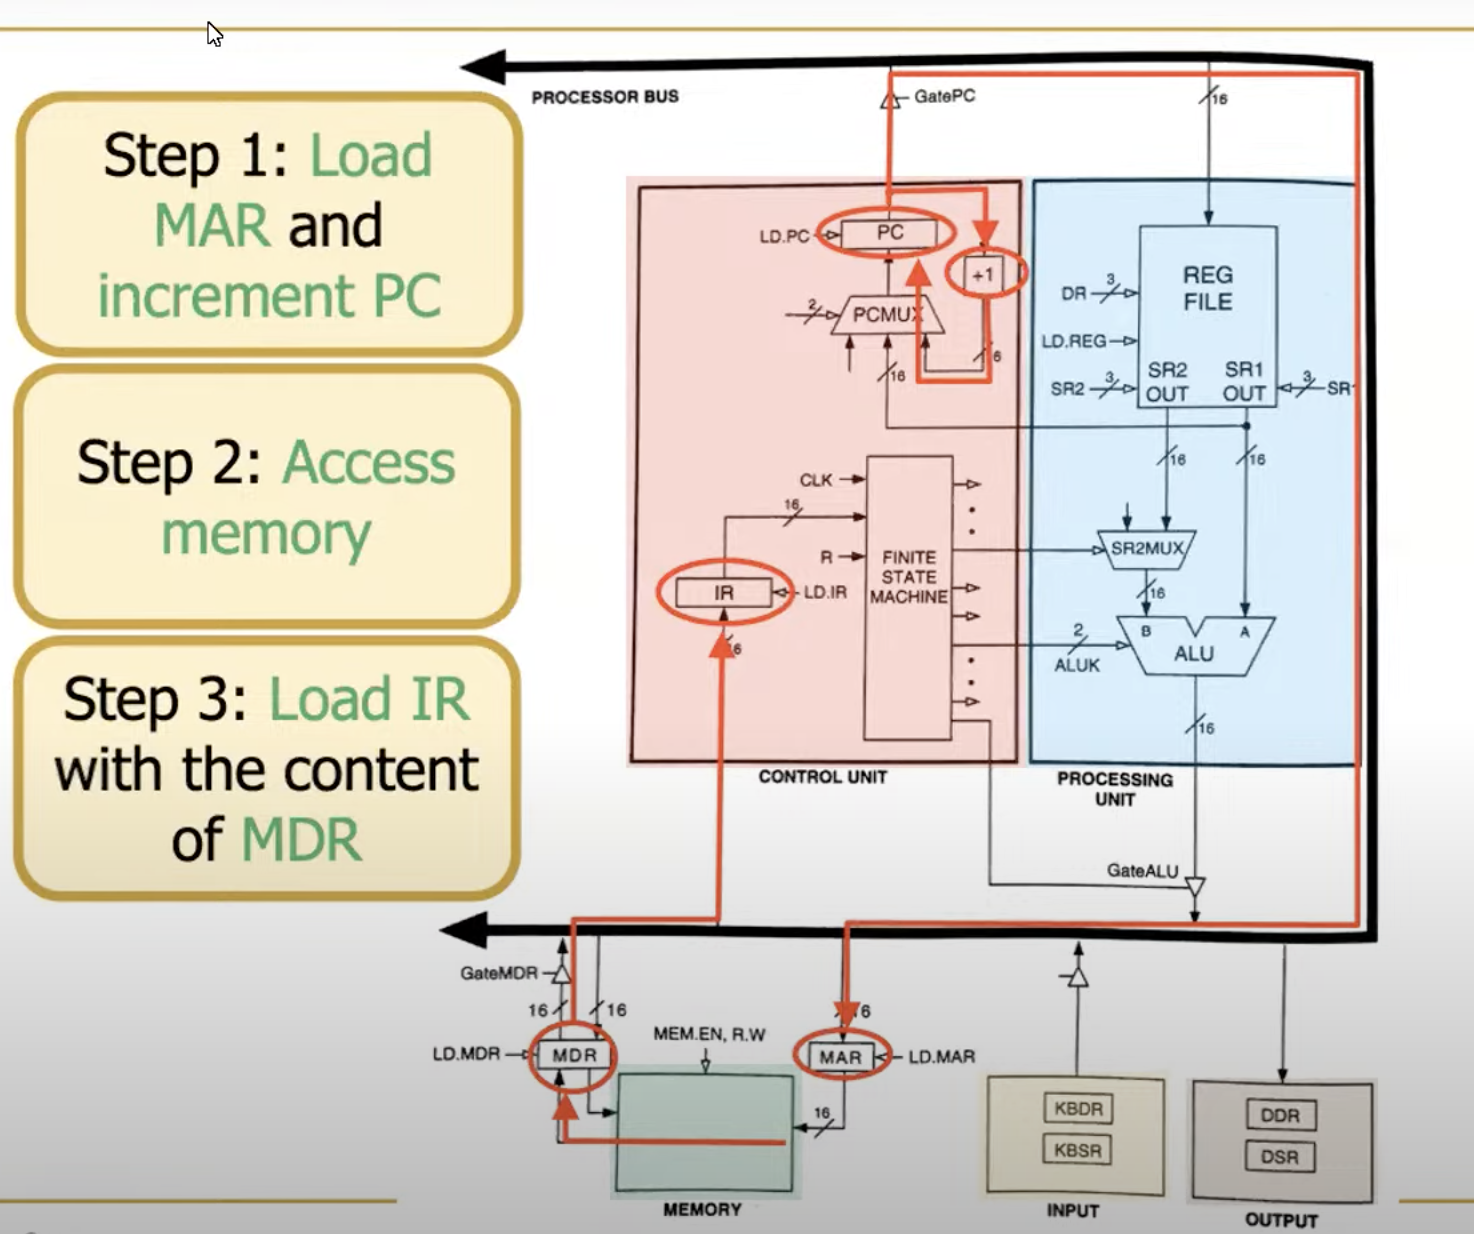 Step 1: Load
MAR and
increment PC
Step 2: Access
memory
Step 3: Load IR
with the content
of MDR
PROCESSOR BUS
GatePC
16
LD.PC
PC
+1
2
PCMUX
6
16
REG
FILE
DR
3
LD.REG
SR2
3
SR2
OUT
SR1
OUT
3
SR
16
16
CLK
16
R
FINITE
STATE
MACHINE
IR
LD.IR
6
SR2MUX
16
B
A
ALU
2
ALUK
16
CONTROL UNIT
PROCESSING
UNIT
GateALU
GateMDR
16
16
6
LD.MDR
MDR
MEM.EN, R.W
MAR
LD.MAR
16
MEMORY
KBDR
KBSR
INPUT
DDR
DSR
OUTPUT